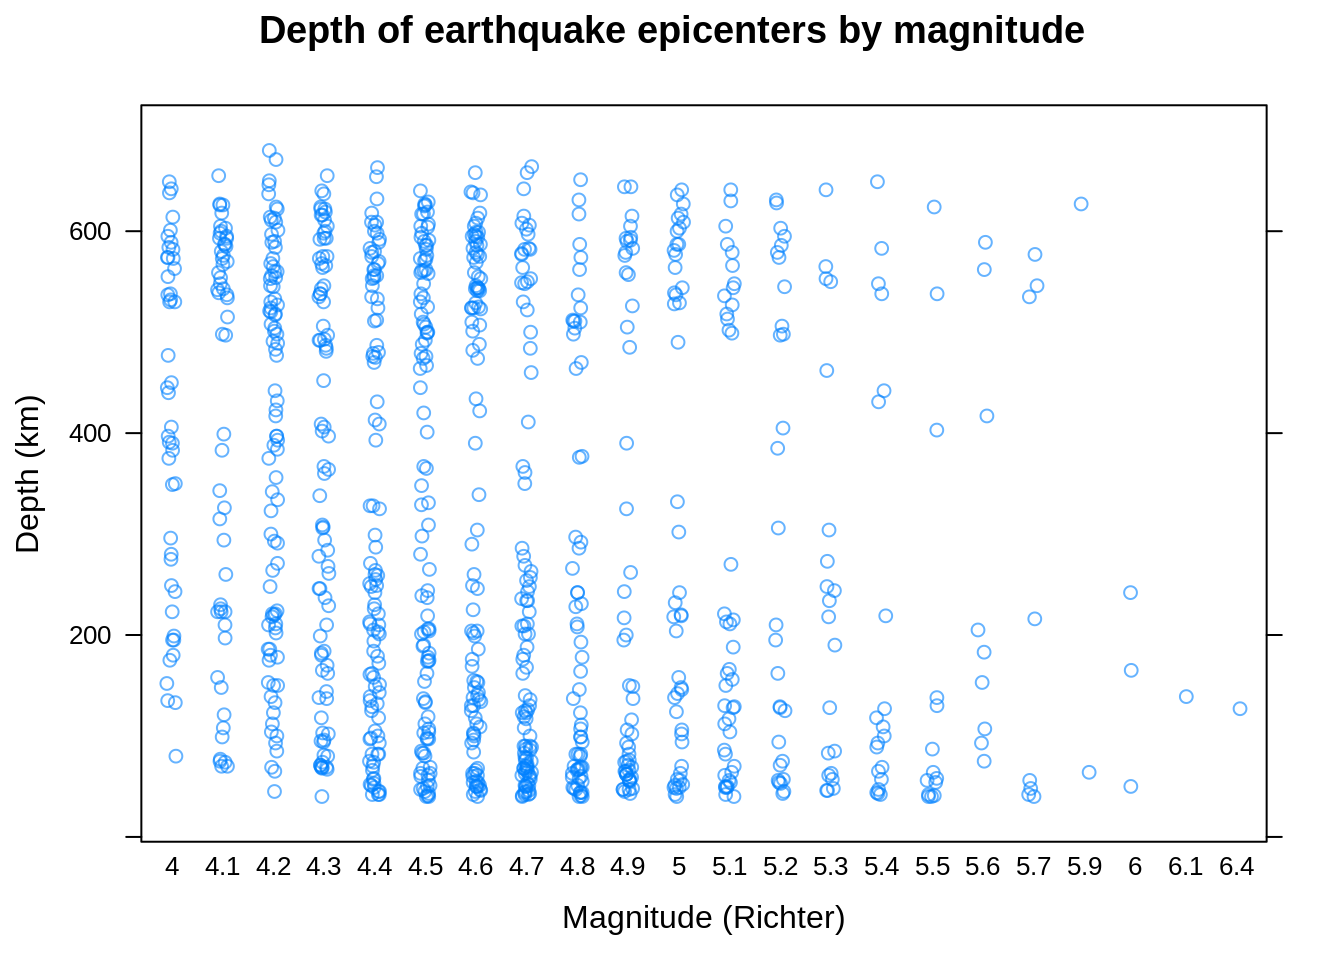 Depth of earthquake epicenters by magnitude
Depth (km)
600
400
200
4 4.1 4.2 4.3 4.4 4.5 4.6 4.7 4.8 4.9 5 5.1 5.2 5.3 5.4 5.5 5.6 5.7 5.9 6 6.1 6.4
Magnitude (Richter)